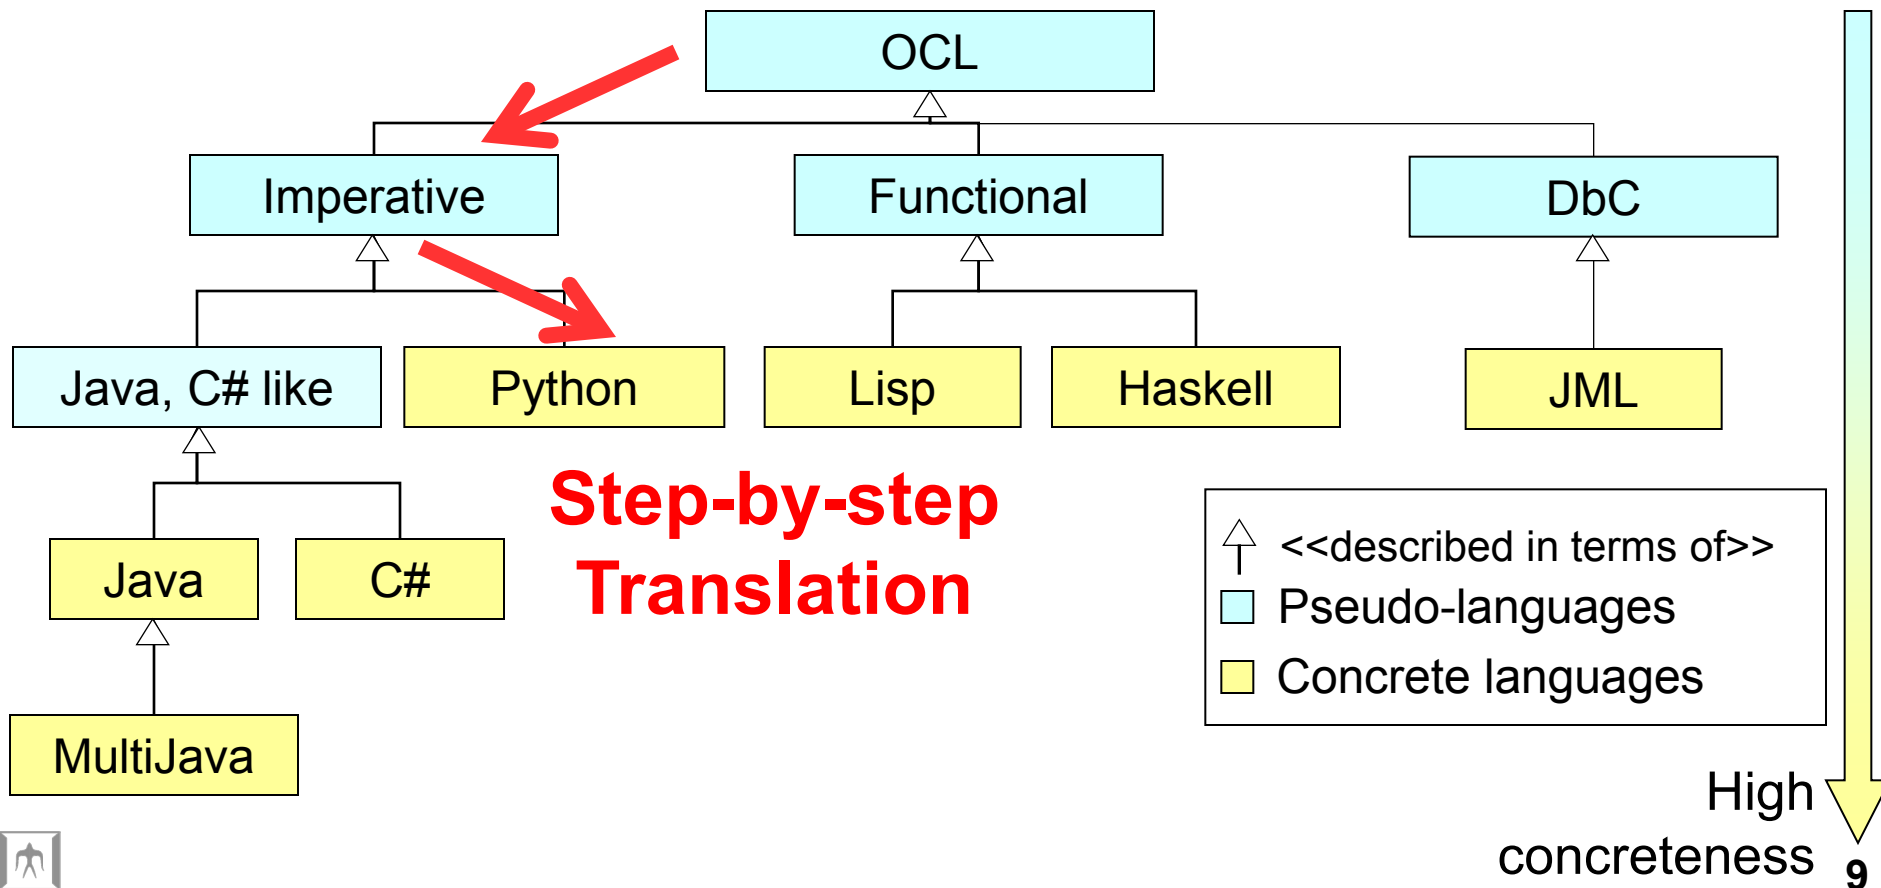 OCL
Imperative
Functional
DbC
Java, C# like
Python
Lisp
Haskell
JML
Step-by-step
Translation
Java
C#
MultiJava
<<described in terms of>>
Pseudo-languages
Concrete languages
High
concreteness
9